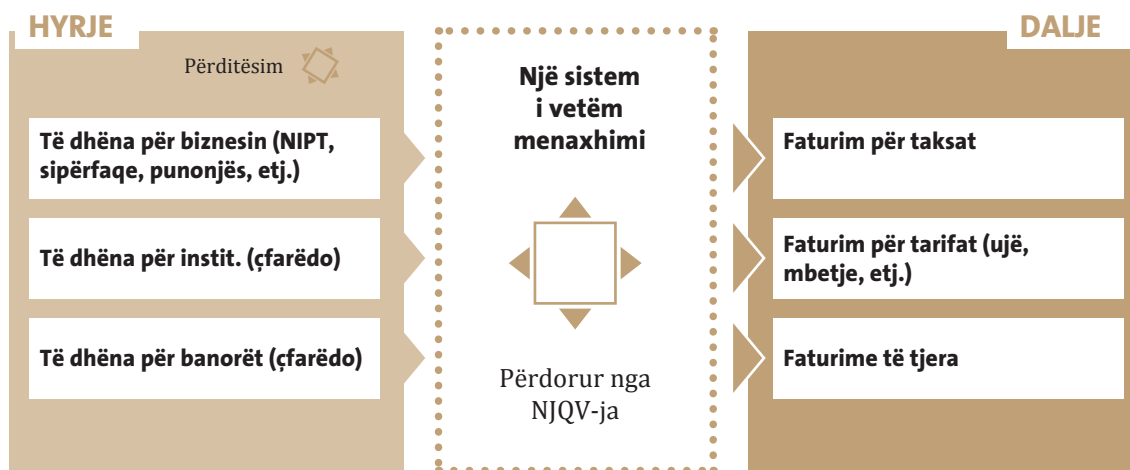 HYRJE
Përditësim
Të dhëna për biznesin (NIPT,
sipërfaqe, punonjës, etj.)
Të dhëna për instit. (çfarëdo)
Të dhëna për banorët (çfarëdo)
Një sistem
i vetëm
menaxhimi
Përdorur nga
NJQV-ja
DALJE
Faturim për taksat
Faturim për tarifat (ujë,
mbetje, etj.)
Faturime të tjera